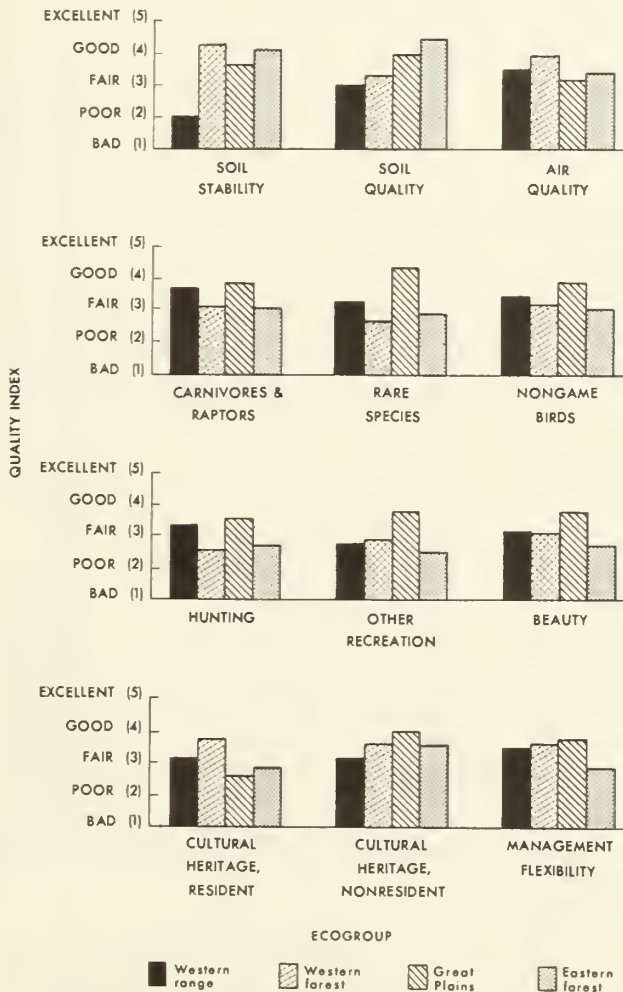 EXCELLENT (5)
GOOD (4)
FAIR (3)
POOR (2)
BAD (1)
SOIL STABILITY
SOIL QUALITY
AIR QUALITY
EXCELLENT (5)
GOOD (4)
FAIR (3)
POOR (2)
BAD (1)
CARNIVORES & RAPTORS
RARE SPECIES
NONGAME BIRDS
QUALITY INDEX
EXCELLENT (5)
GOOD (4)
FAIR (3)
POOR (2)
BAD (1)
HUNTING
OTHER RECREATION
BEAUTY
EXCELLENT (5)
GOOD (4)
FAIR (3)
POOR (2)
BAD (1)
CULTURAL HERITAGE, RESIDENT
CULTURAL HERITAGE, NONRESIDENT
MANAGEMENT FLEXIBILITY
ECOGROUP
Western range
Western forest
Great Plains
Eastern forest